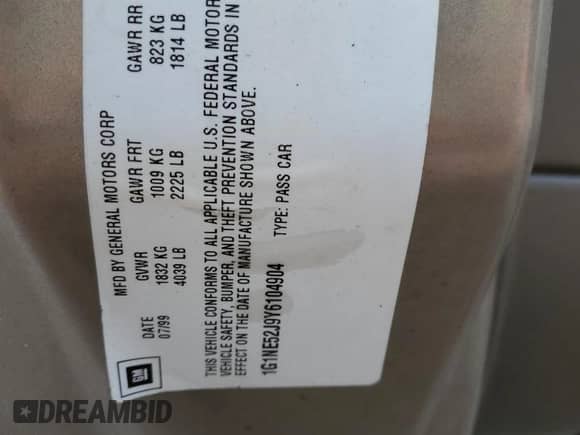 MFD BY GENERAL MOTORS CORP
DATE GVWR GAWR FRT GAWR RR
07/99 1832 KG 1009 KG 823 KG
4039 LB 2225 LB 1814 LB
THIS VEHICLE CONFORMS TO ALL APPLICABLE U.S. FEDERAL MOTOR
VEHICLE SAFETY, BUMPER, AND THEFT PREVENTION STANDARDS IN
EFFECT ON THE DATE OF MANUFACTURE SHOWN ABOVE.
1G1NE52J9Y6104904 TYPE: PASS CAR
GM
DREAMBID